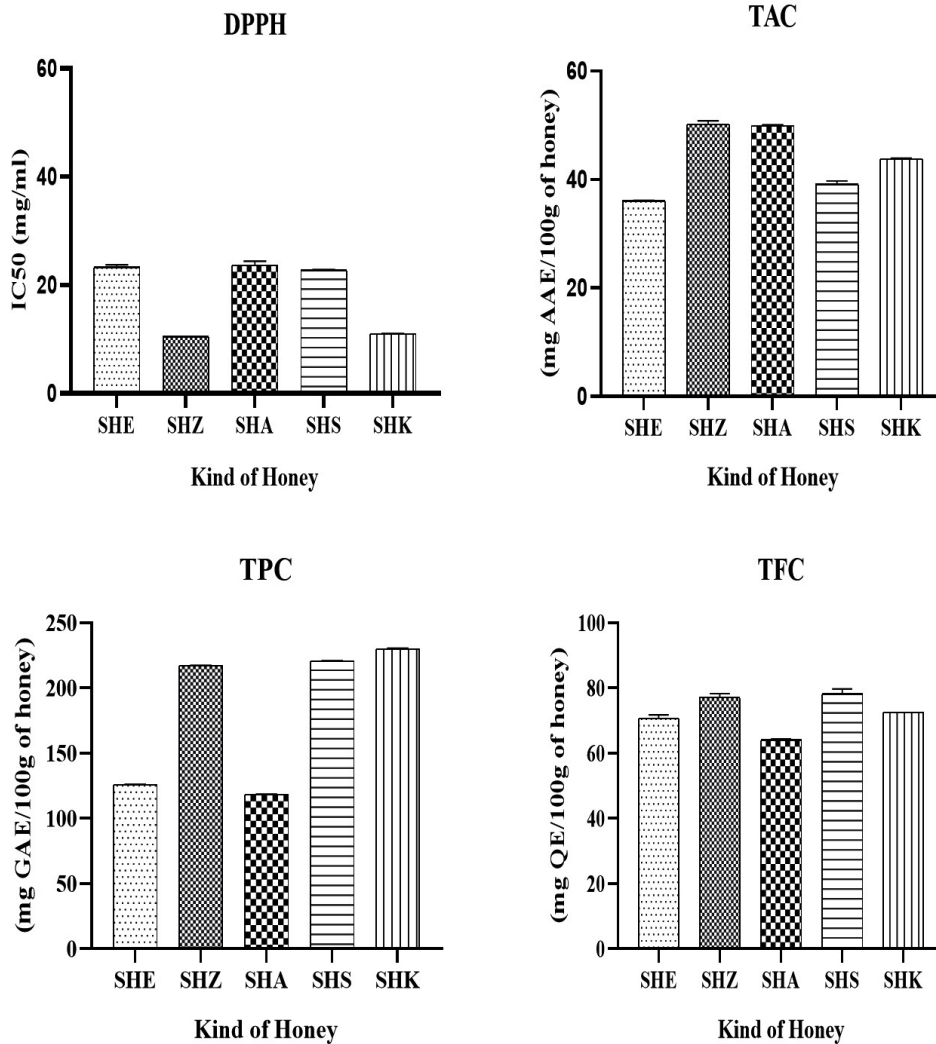 DPPH
IC50 (mg/ml)
60
40
20
0
SHE SHZ SHA SHS SHK
Kind of Honey
TAC
(mg AAE/100g of honey)
60
40
20
0
SHE SHZ SHA SHS SHK
Kind of Honey
TPC
(mg GAE/100g of honey)
250
200
150
100
50
0
SHE SHZ SHA SHS SHK
Kind of Honey
TFC
(mg QE/100g of honey)
100
80
60
40
20
0
SHE SHZ SHA SHS SHK
Kind of Honey